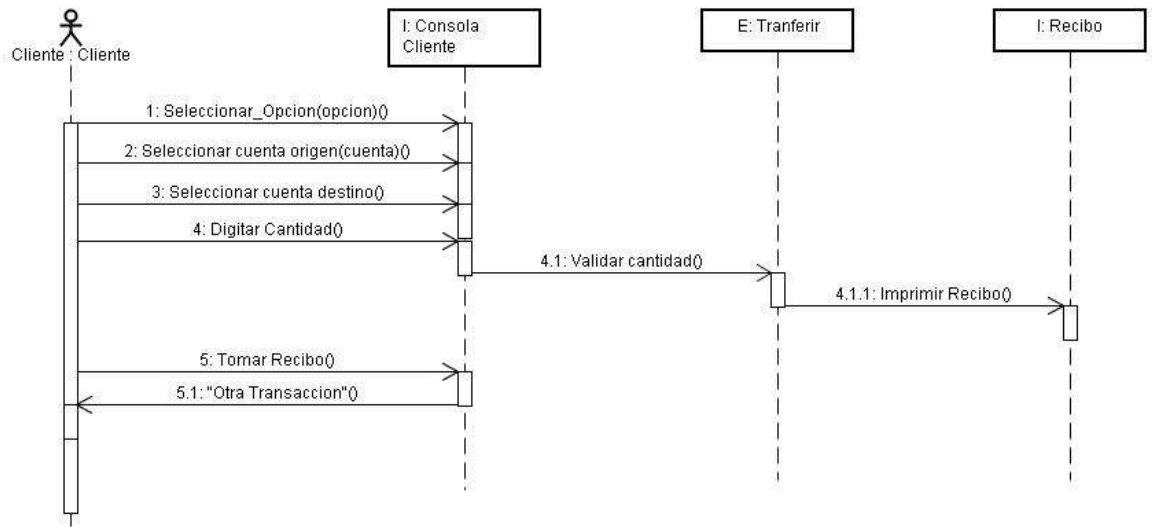 Cliente : Cliente
I: Consola
Cliente
E: Tranferir
I: Recibo
1: Seleccionar_Opcion(opcion)()
2: Seleccionar cuenta origen(cuenta)()
3: Seleccionar cuenta destino()
4: Digitar Cantidad()
4.1: Validar cantidad()
4.1.1: Imprimir Recibo()
5: Tomar Recibo()
5.1: "Otra Transaccion"()